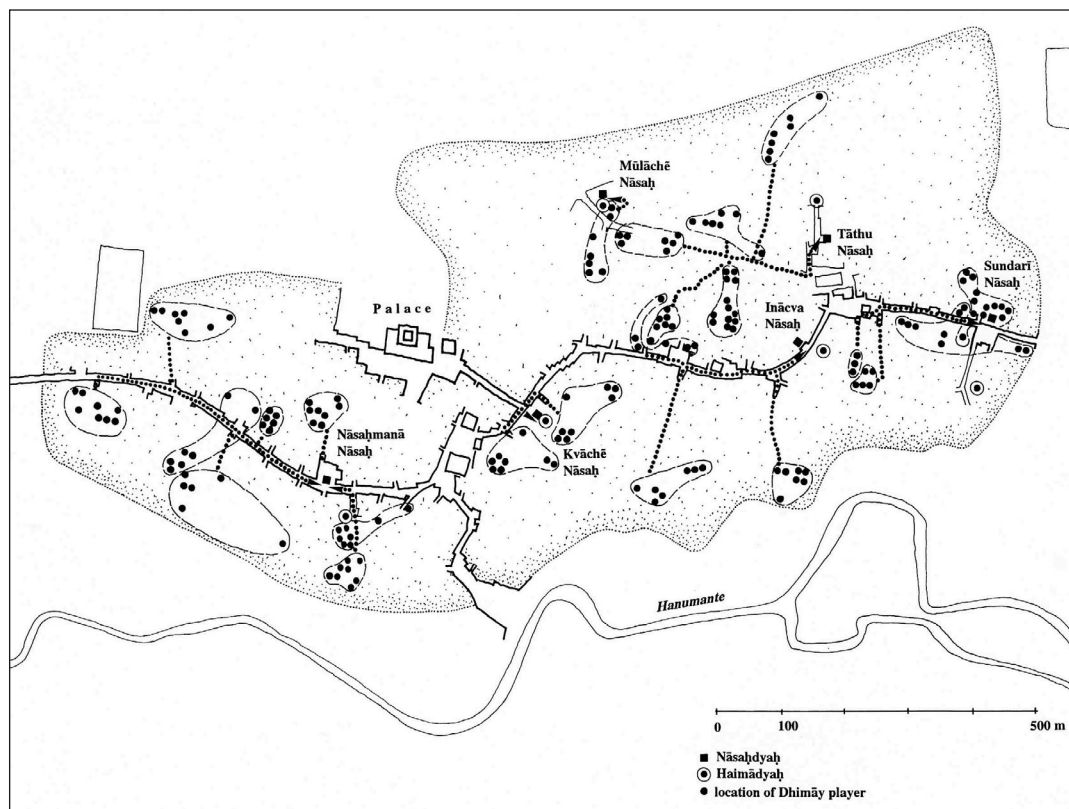 Mūlāchē
Nāsaḥ
Tāthu
Nāsaḥ
Sundarī
Nāsaḥ
Palace
Inācva
Nāsaḥ
Nāsaḥmanā
Nāsaḥ
Kvāchē
Nāsaḥ
Hanumante
0 100 500 m
Nāsaḥdyaḥ
Haimādyaḥ
location of Dhimāy player